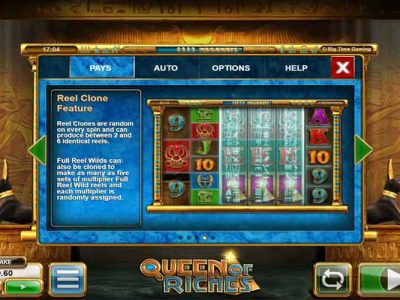 17:04
© Big Time Gaming
PAYS AUTO OPTIONS HELP X
Reel Clone
Feature
Reel Clones are random
on every spin and can
produce between 2 and
6 identical reels.
Full Reel Wilds can
also be cloned to
make as many as five
sets of multiplier Full
Reel Wild reels and
each multiplier is
randomly assigned.
9 A
K
J 10 10
9 J
QUEEN OF
RICHES